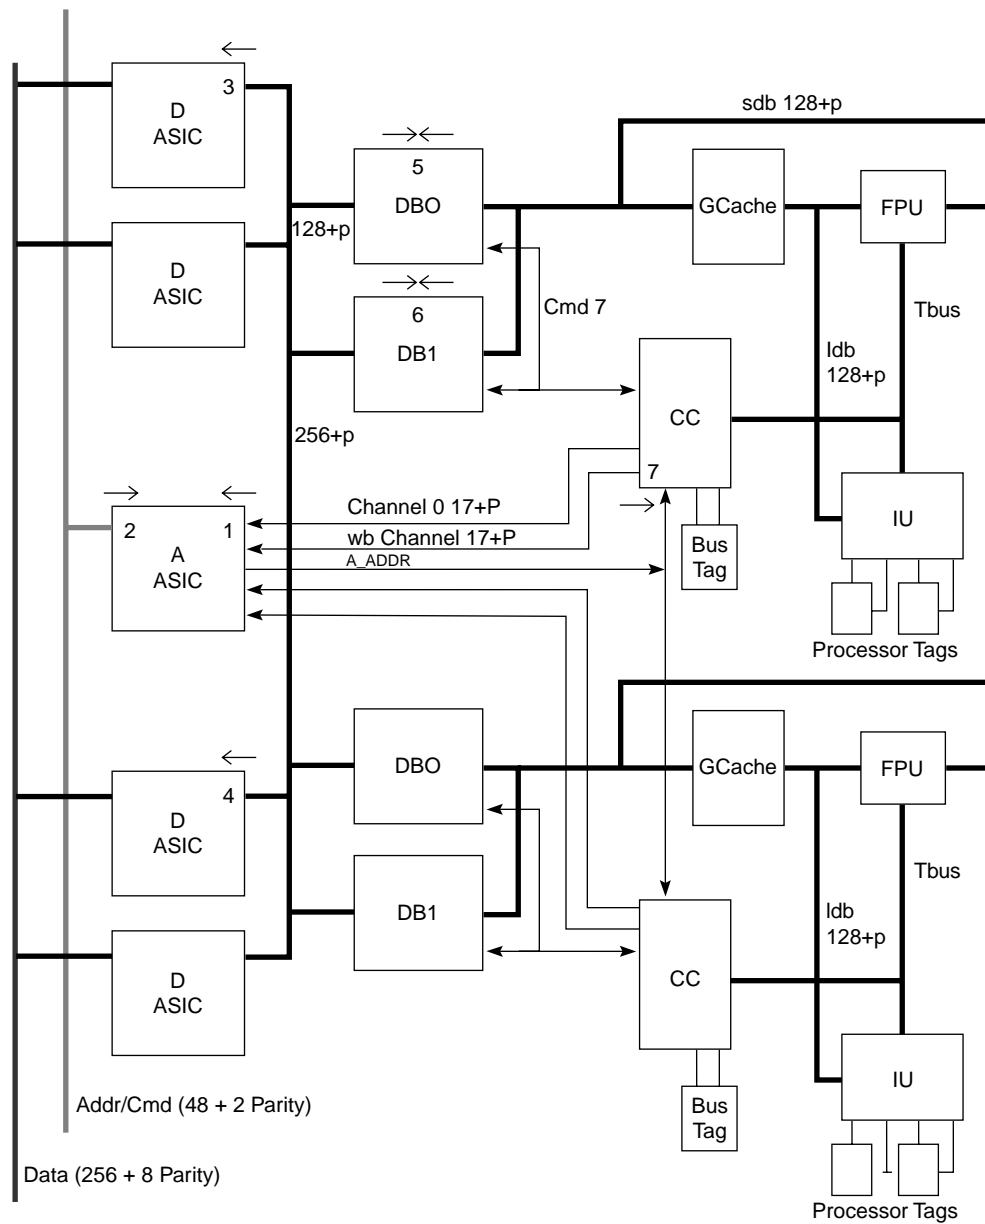 3
D
ASIC
sdb 128+p
5
DBO
GCache
FPU
128+p
D
ASIC
Cmd 7
Tbus
6
DB1
Idb
128+p
CC
7
256+p
Channel 0 17+P
wb Channel 17+P
A_ADDR
2
1
A
ASIC
Bus
Tag
IU
Processor Tags
DBO
GCache
FPU
4
D
ASIC
Tbus
DB1
Idb
128+p
D
ASIC
CC
IU
Addr/Cmd (48 + 2 Parity)
Bus
Tag
Data (256 + 8 Parity)
Processor Tags